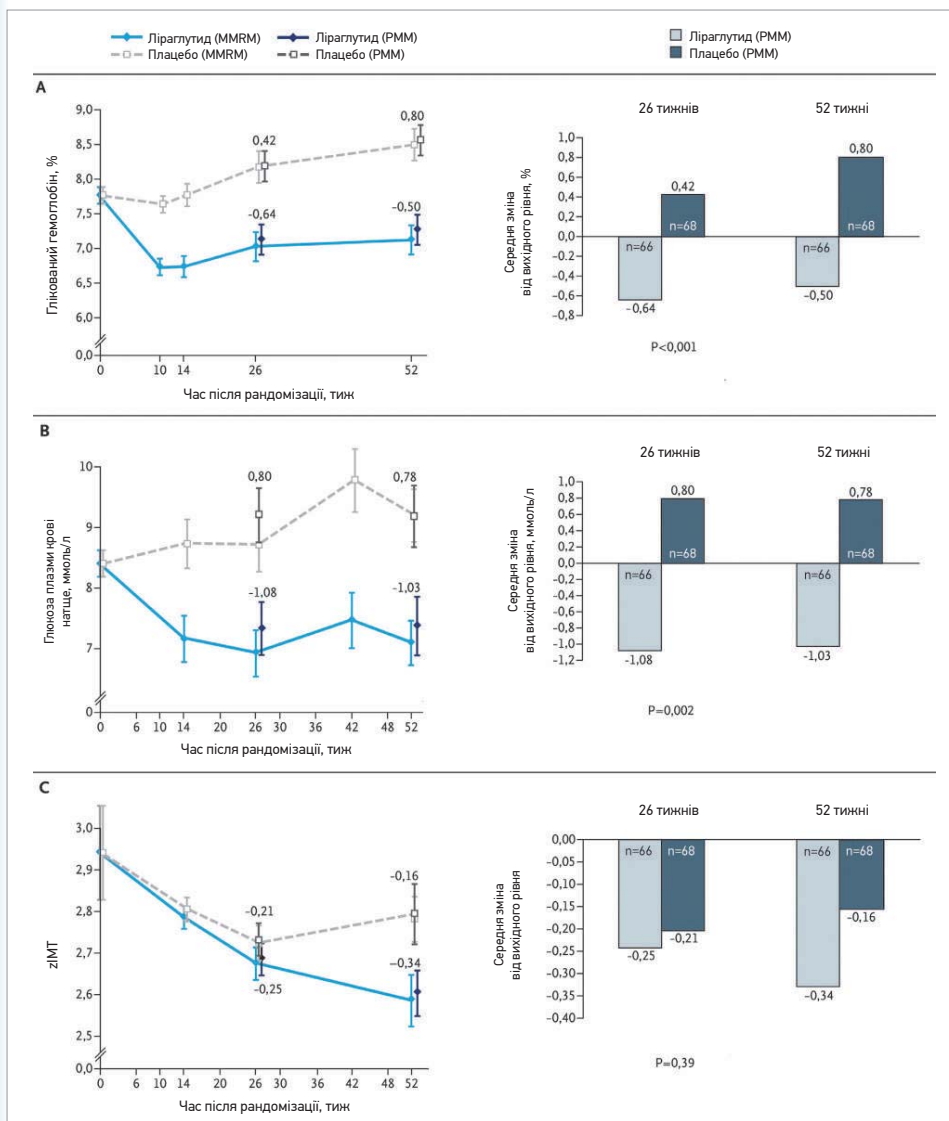 Ліраглутид (MMRM)
Плацебо (MMRM)
Ліраглутид (PMM)
Плацебо (PMM)
Ліраглутид (PMM)
Плацебо (PMM)
A
Глікований гемоглобін, %
9,0
8,5
8,0
7,5
7,0
6,5
6,0
0,0
0,42
0,80
-0,64
-0,50
0 10 14 26 52
Час після рандомізації, тиж
26 тижнів
52 тижні
Середня зміна
від вихідного рівня, %
1,0
0,8
0,6
0,4
0,2
0,0
-0,2
-0,4
-0,6
-0,8
0,42
n=68
n=66
-0,64
0,80
n=68
n=66
-0,50
P<0,001
B
Глюкоза плазми крові
натще, ммоль/л
10
9
8
7
0
0,80
0,78
-1,08
-1,03
0 6 10 14 20 26 30 36 42 48 52
Час після рандомізації, тиж
26 тижнів
52 тижні
Середня зміна
від вихідного рівня, ммоль/л
1,0
0,8
0,6
0,4
0,2
0,0
-0,2
-0,4
-0,6
-0,8
-1,0
-1,2
0,80
n=68
n=66
-1,08
0,78
n=68
n=66
-1,03
P=0,002
C
zIMT
3,0
2,9
2,8
2,7
2,6
2,5
0,0
-0,21
-0,16
-0,25
-0,34
0 6 10 14 20 26 30 36 42 48 52
Час після рандомізації, тиж
26 тижнів
52 тижні
Середня зміна
від вихідного рівня
0,00
-0,05
-0,10
-0,15
-0,20
-0,25
-0,30
-0,35
-0,40
n=66
n=68
-0,25
-0,21
n=66
n=68
-0,34
-0,16
P=0,39